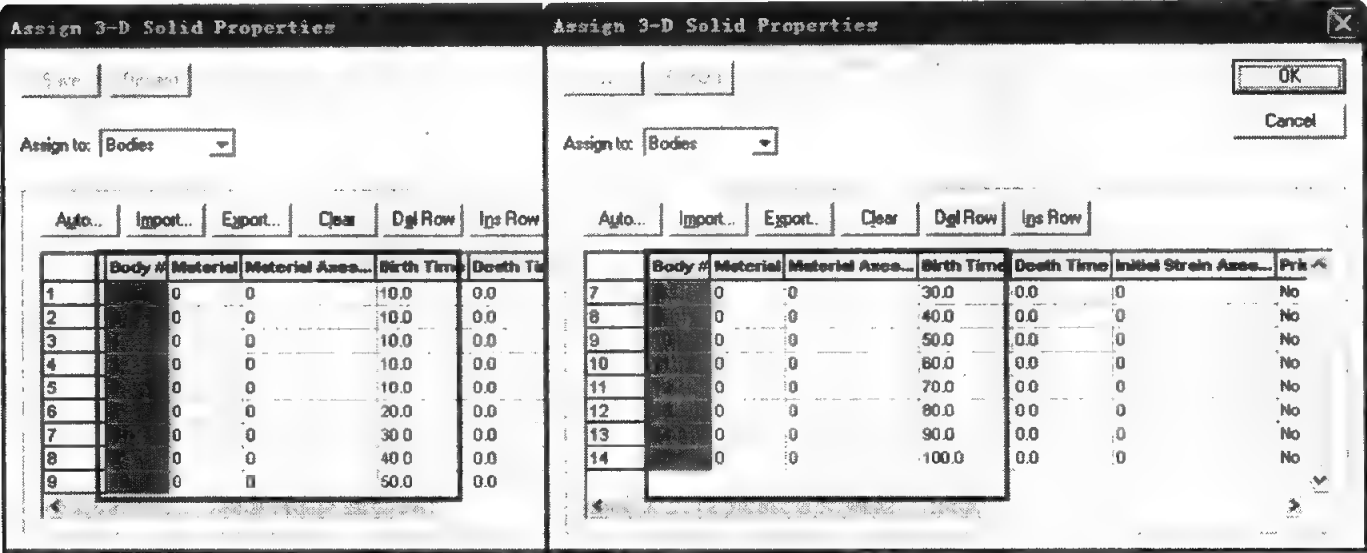 Assign 3-D Solid Properties
Assign to: Bodies
Auto... Import... Export... Clear Del Row Ins Row
Body # Material Material Axes... Birth Time Death Ti
1 0 0 10.0 0.0
2 0 0 10.0 0.0
3 0 0 10.0 0.0
4 0 0 10.0 0.0
5 0 0 10.0 0.0
6 0 0 20.0 0.0
7 0 0 30.0 0.0
8 0 0 40.0 0.0
9 0 0 50.0 0.0
Assign 3-D Solid Properties
OK
Cancel
Assign to: Bodies
Auto... Import... Export.. Clear Del Row Ins Row
Body # Material Material Axes... Birth Time Death Time Initial Strain Axes... Prin
7 0 0 30.0 0.0 0 No
8 0 0 40.0 0.0 0 No
9 0 0 50.0 0.0 0 No
10 0 0 60.0 0.0 0 No
11 0 0 70.0 0.0 0 No
12 0 0 80.0 0.0 0 No
13 0 0 90.0 0.0 0 No
14 0 0 100.0 0.0 0 No